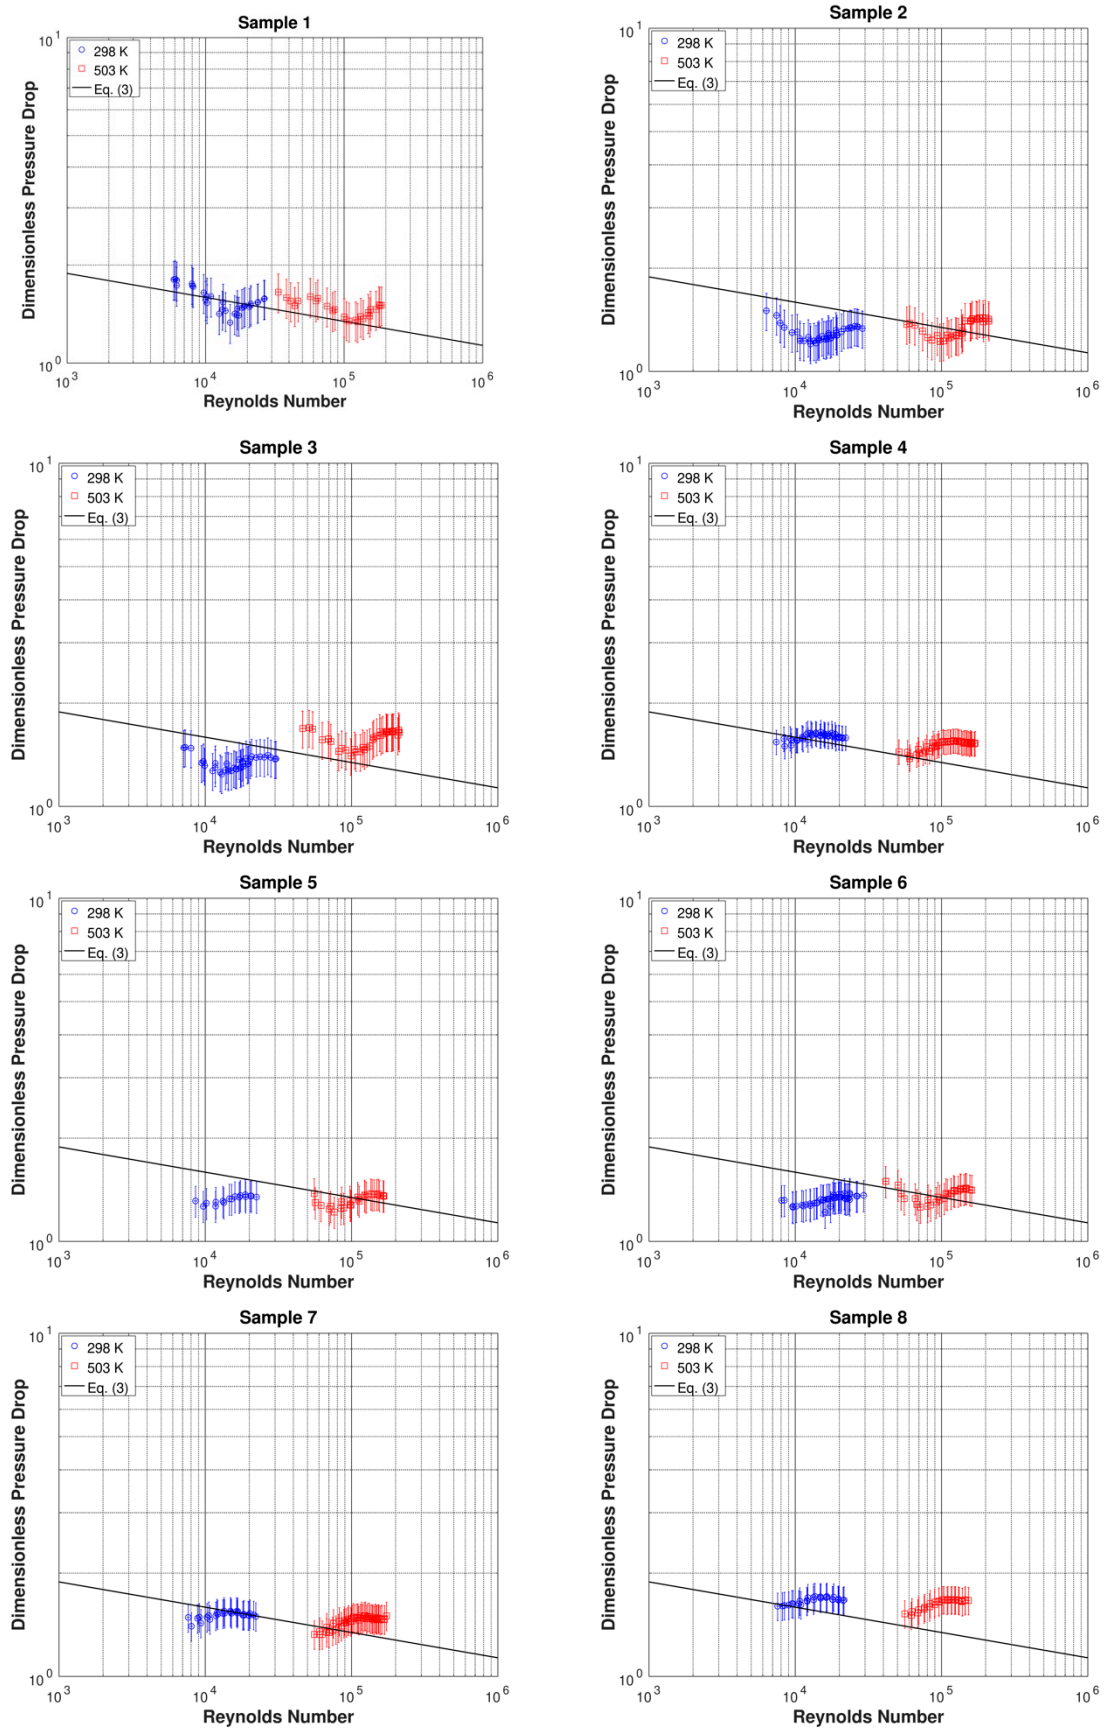 Sample 1
10^1
298 K
503 K
Eq. (3)
Dimensionless Pressure Drop
10^0
10^3
10^4
10^5
10^6
Reynolds Number
Sample 2
10^1
298 K
503 K
Eq. (3)
Dimensionless Pressure Drop
10^0
10^3
10^4
10^5
10^6
Reynolds Number
Sample 3
10^1
298 K
503 K
Eq. (3)
Dimensionless Pressure Drop
10^0
10^3
10^4
10^5
10^6
Reynolds Number
Sample 4
10^1
298 K
503 K
Eq. (3)
Dimensionless Pressure Drop
10^0
10^3
10^4
10^5
10^6
Reynolds Number
Sample 5
10^1
298 K
503 K
Eq. (3)
Dimensionless Pressure Drop
10^0
10^3
10^4
10^5
10^6
Reynolds Number
Sample 6
10^1
298 K
503 K
Eq. (3)
Dimensionless Pressure Drop
10^0
10^3
10^4
10^5
10^6
Reynolds Number
Sample 7
10^1
298 K
503 K
Eq. (3)
Dimensionless Pressure Drop
10^0
10^3
10^4
10^5
10^6
Reynolds Number
Sample 8
10^1
298 K
503 K
Eq. (3)
Dimensionless Pressure Drop
10^0
10^3
10^4
10^5
10^6
Reynolds Number